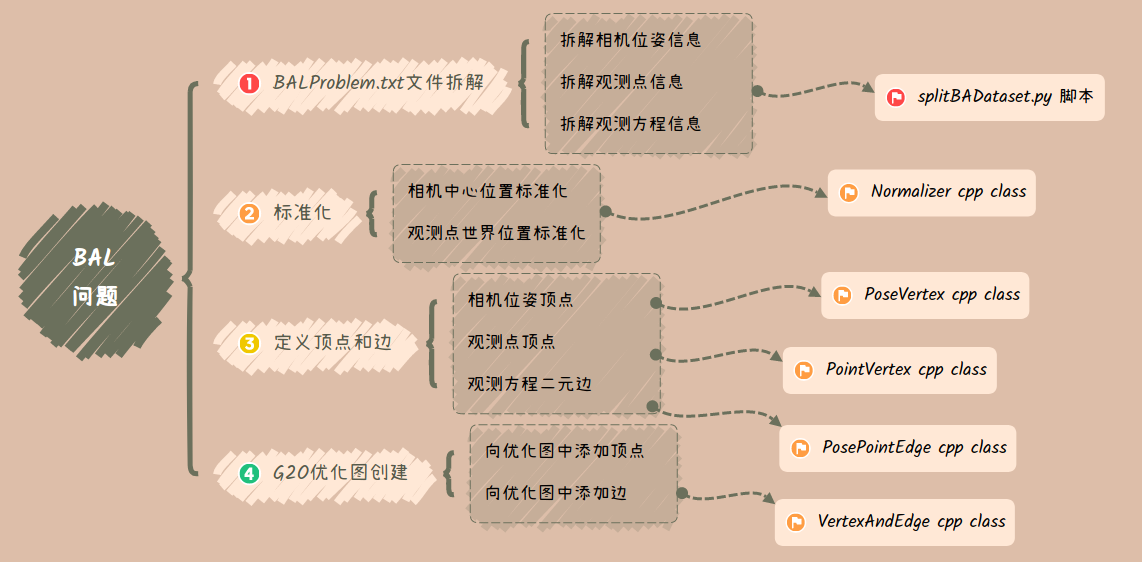 BAL
问题
1 BALProblem.txt文件拆解
拆解相机位姿信息
拆解观测点信息
拆解观测方程信息
splitBADataset.py 脚本
2 标准化
相机中心位置标准化
观测点世界位置标准化
Normalizer cpp class
3 定义顶点和边
相机位姿顶点
观测点顶点
观测方程二元边
PoseVertex cpp class
PointVertex cpp class
PosePointEdge cpp class
4 G2O优化图创建
向优化图中添加顶点
向优化图中添加边
VertexAndEdge cpp class